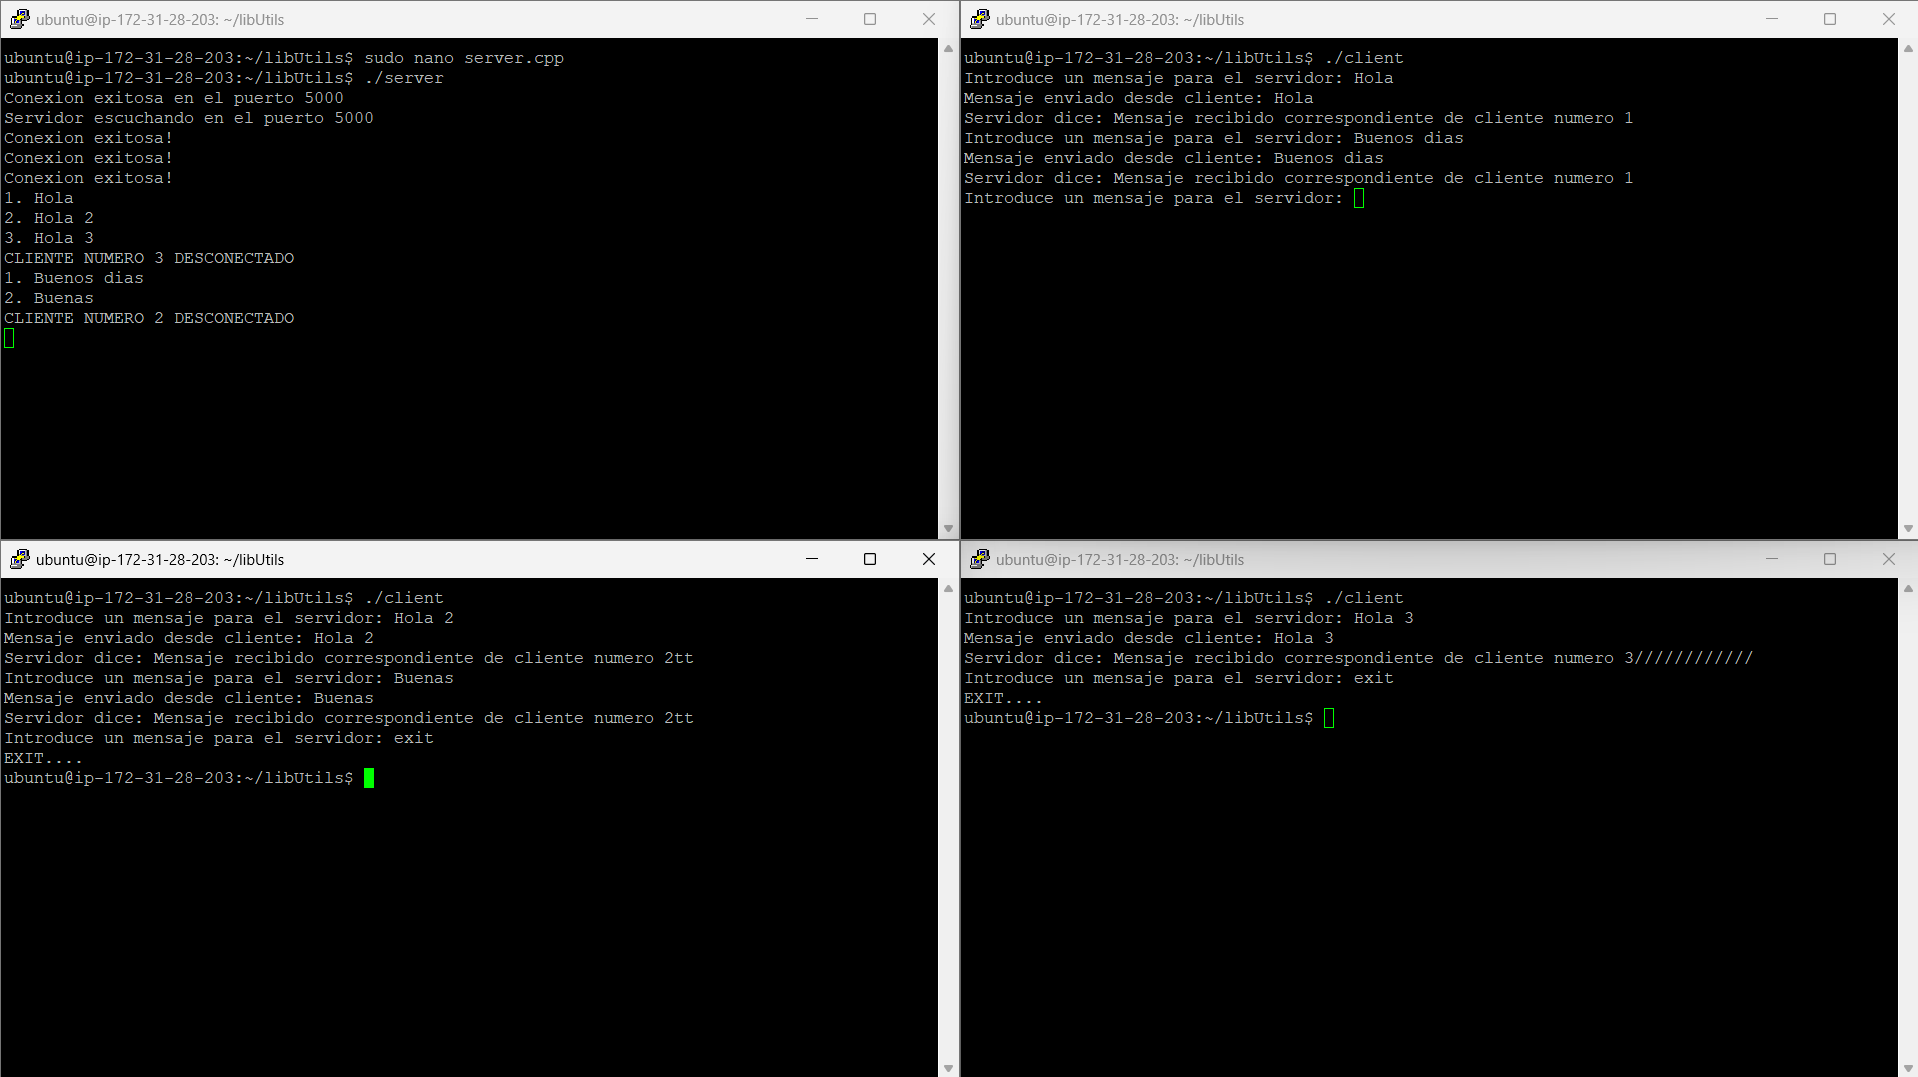 ubuntu@ip-172-31-28-203: ~/libUtils
ubuntu@ip-172-31-28-203:~/libUtils$ sudo nano server.cpp
ubuntu@ip-172-31-28-203:~/libUtils$ ./server
Conexion exitosa en el puerto 5000
Servidor escuchando en el puerto 5000
Conexion exitosa!
Conexion exitosa!
Conexion exitosa!
1. Hola
2. Hola 2
3. Hola 3
CLIENTE NUMERO 3 DESCONECTADO
1. Buenos dias
2. Buenas
CLIENTE NUMERO 2 DESCONECTADO
ubuntu@ip-172-31-28-203: ~/libUtils
ubuntu@ip-172-31-28-203:~/libUtils$ ./client
Introduce un mensaje para el servidor: Hola
Mensaje enviado desde cliente: Hola
Servidor dice: Mensaje recibido correspondiente de cliente numero 1
Introduce un mensaje para el servidor: Buenos dias
Mensaje enviado desde cliente: Buenos dias
Servidor dice: Mensaje recibido correspondiente de cliente numero 1
Introduce un mensaje para el servidor:
ubuntu@ip-172-31-28-203: ~/libUtils
ubuntu@ip-172-31-28-203:~/libUtils$ ./client
Introduce un mensaje para el servidor: Hola 2
Mensaje enviado desde cliente: Hola 2
Servidor dice: Mensaje recibido correspondiente de cliente numero 2tt
Introduce un mensaje para el servidor: Buenas
Mensaje enviado desde cliente: Buenas
Servidor dice: Mensaje recibido correspondiente de cliente numero 2tt
Introduce un mensaje para el servidor: exit
EXIT....
ubuntu@ip-172-31-28-203:~/libUtils$
ubuntu@ip-172-31-28-203: ~/libUtils
ubuntu@ip-172-31-28-203:~/libUtils$ ./client
Introduce un mensaje para el servidor: Hola 3
Mensaje enviado desde cliente: Hola 3
Servidor dice: Mensaje recibido correspondiente de cliente numero 3////////////
Introduce un mensaje para el servidor: exit
EXIT....
ubuntu@ip-172-31-28-203:~/libUtils$